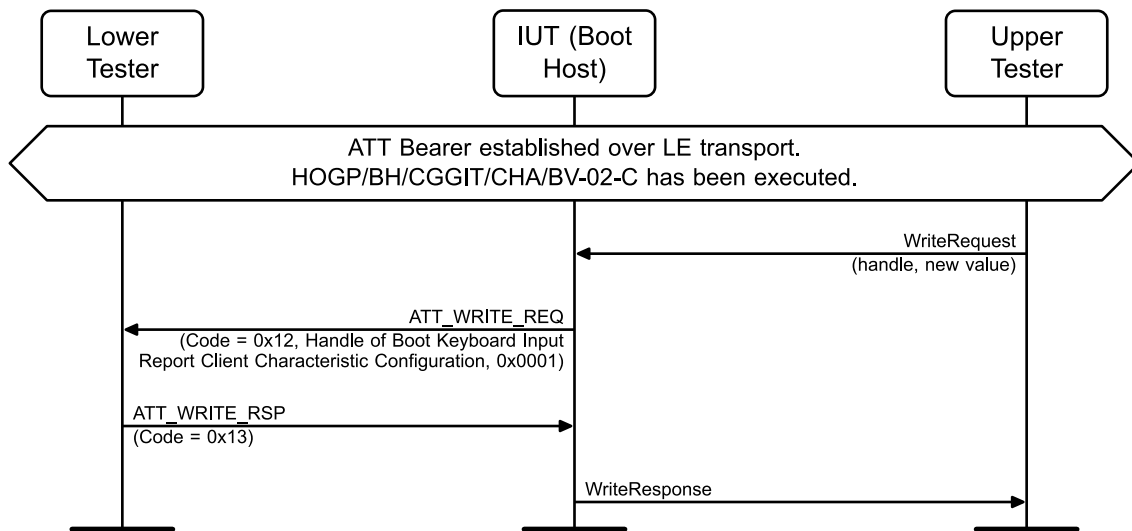 Lower
Tester
IUT (Boot
Host)
Upper
Tester
ATT Bearer established over LE transport.
HOGP/BH/CGGIT/CHA/BV-02-C has been executed.
WriteRequest
(handle, new value)
ATT_WRITE_REQ
(Code = 0x12, Handle of Boot Keyboard Input
Report Client Characteristic Configuration, 0x0001)
ATT_WRITE_RSP
(Code = 0x13)
WriteResponse